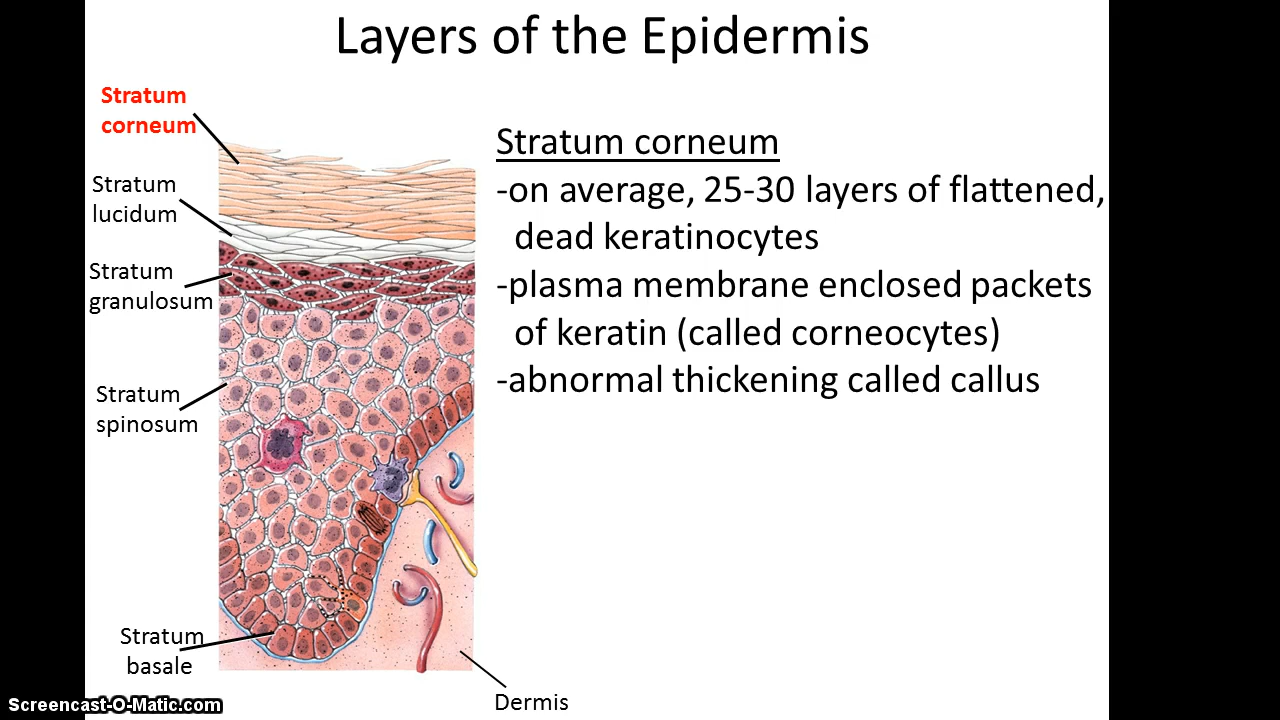 Layers of the Epidermis
Stratum
corneum
Stratum
lucidum
Stratum
granulosum
Stratum
spinosum
Stratum
basale
Dermis
Stratum corneum
-on average, 25-30 layers of flattened,
dead keratinocytes
-plasma membrane enclosed packets
of keratin (called corneocytes)
-abnormal thickening called callus
Screencast-O-Matic.com